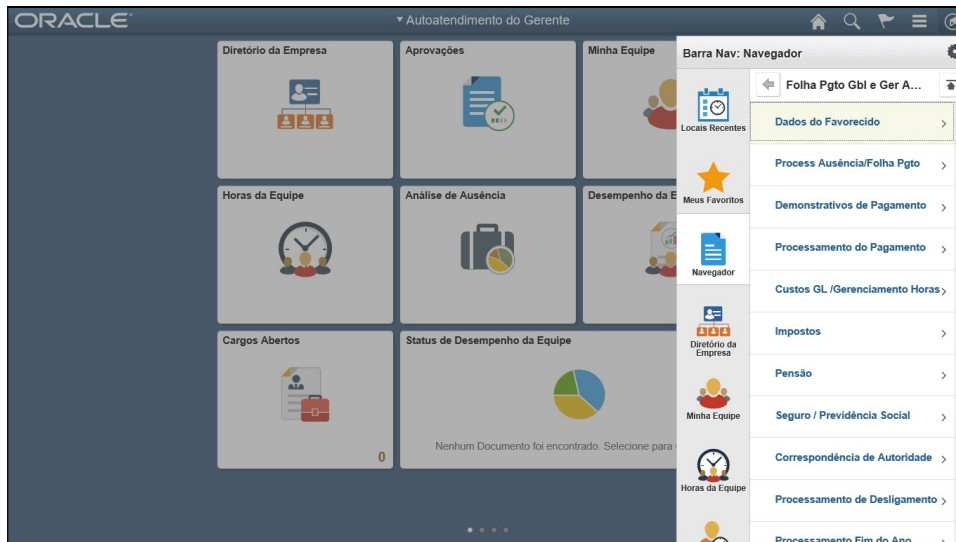 ORACLE
Autoatendimento do Gerente
Diretório da Empresa
Aprovações
Minha Equipe
Horas da Equipe
Análise de Ausência
Desempenho da E
Cargos Abertos
0
Status de Desempenho da Equipe
Nenhum Documento foi encontrado. Selecione para
Barra Nav: Navegador
Locais Recentes
Meus Favoritos
Navegador
Diretório da
Empresa
Minha Equipe
Horas da Equipe
Folha Pgto Gbl e Ger A...
Dados do Favorecido
Process Ausência/Folha Pgto
Demonstrativos de Pagamento
Processamento do Pagamento
Custos GL /Gerenciamento Horas
Impostos
Pensão
Seguro / Previdência Social
Correspondência de Autoridade
Processamento de Desligamento
Processamento Fim do Ano